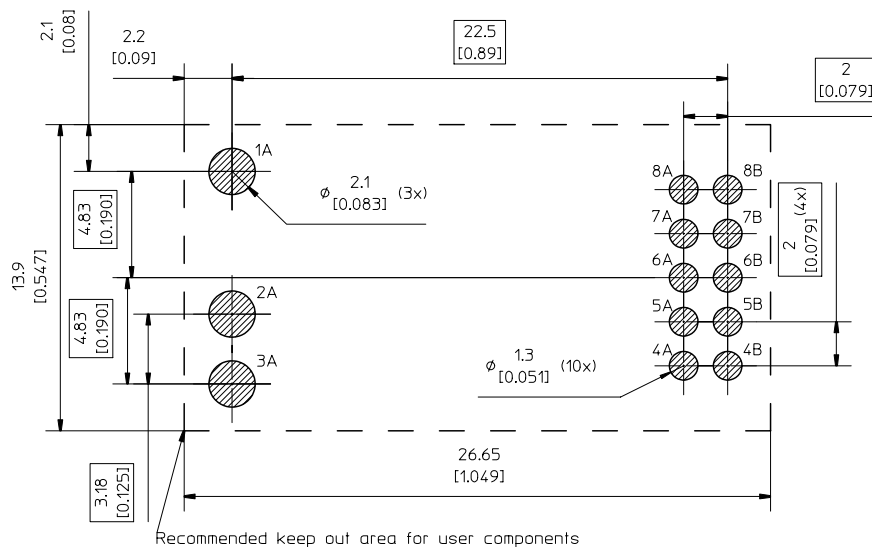 2.1
[0.08]
2.2
[0.09]
22.5
[0.89]
2
[0.079]
1A
ø 2.1 (3x)
[0.083]
8A
8B
7A
7B
6A
6B
5A
5B
4A
4B
2
[0.079]
(4x)
4.83
[0.190]
13.9
[0.547]
4.83
[0.190]
2A
3A
ø 1.3 (10x)
[0.051]
26.65
[1.049]
3.18
[0.125]
Recommended keep out area for user components